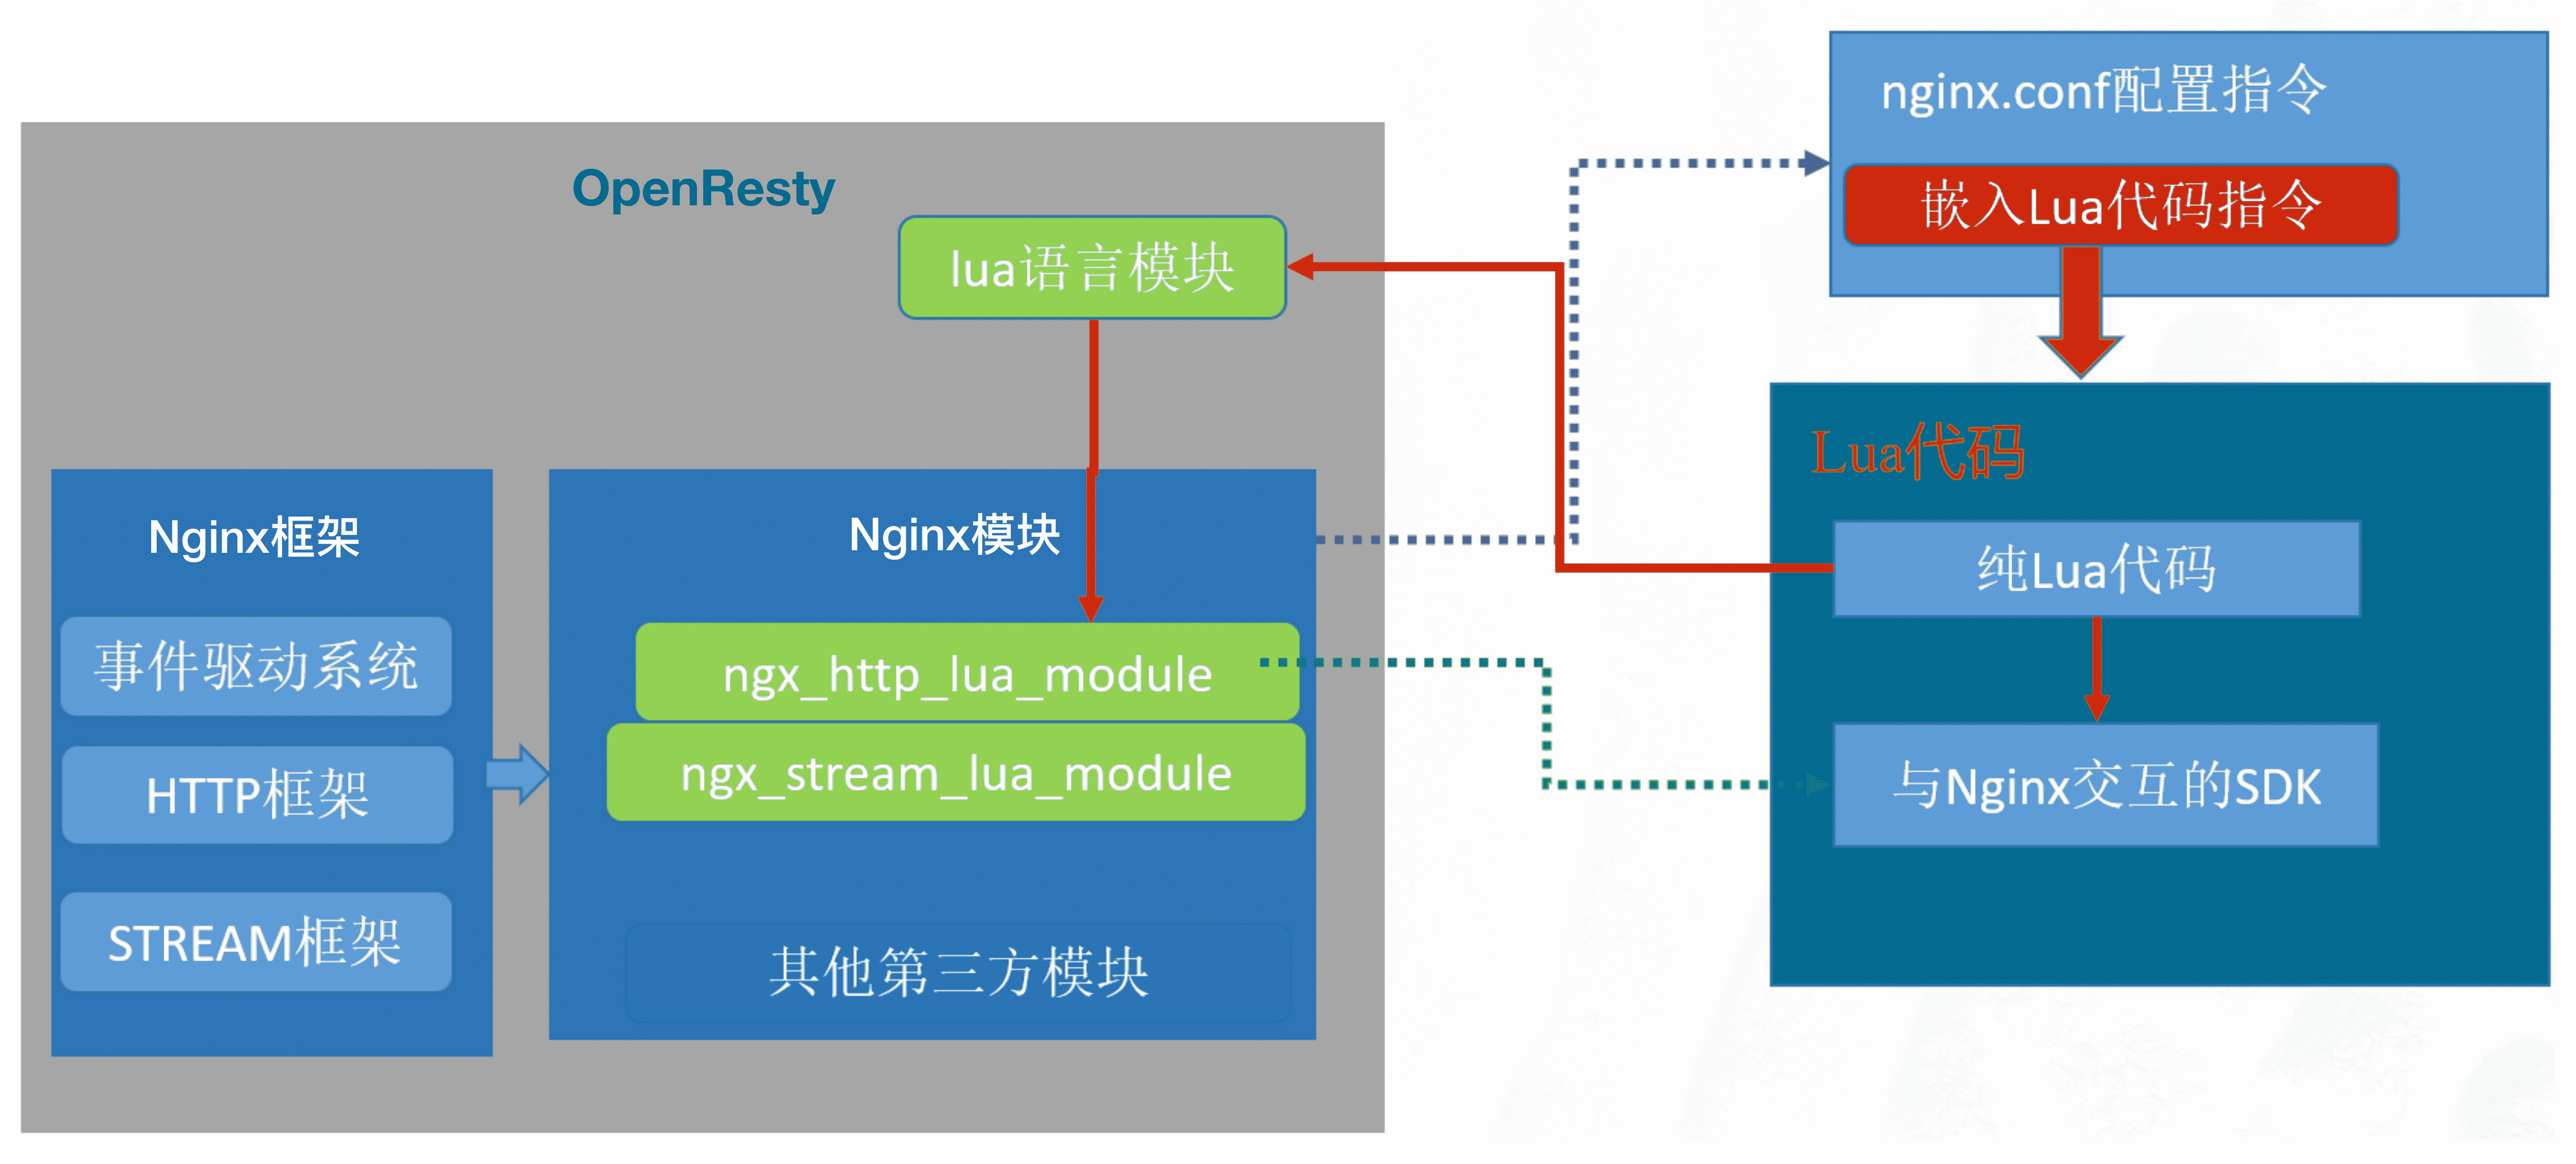 OpenResty
lua语言模块
Nginx框架
事件驱动系统
HTTP框架
STREAM框架
Nginx模块
ngx_http_lua_module
ngx_stream_lua_module
其他第三方模块
nginx.conf配置指令
嵌入Lua代码指令
Lua代码
纯Lua代码
与Nginx交互的SDK